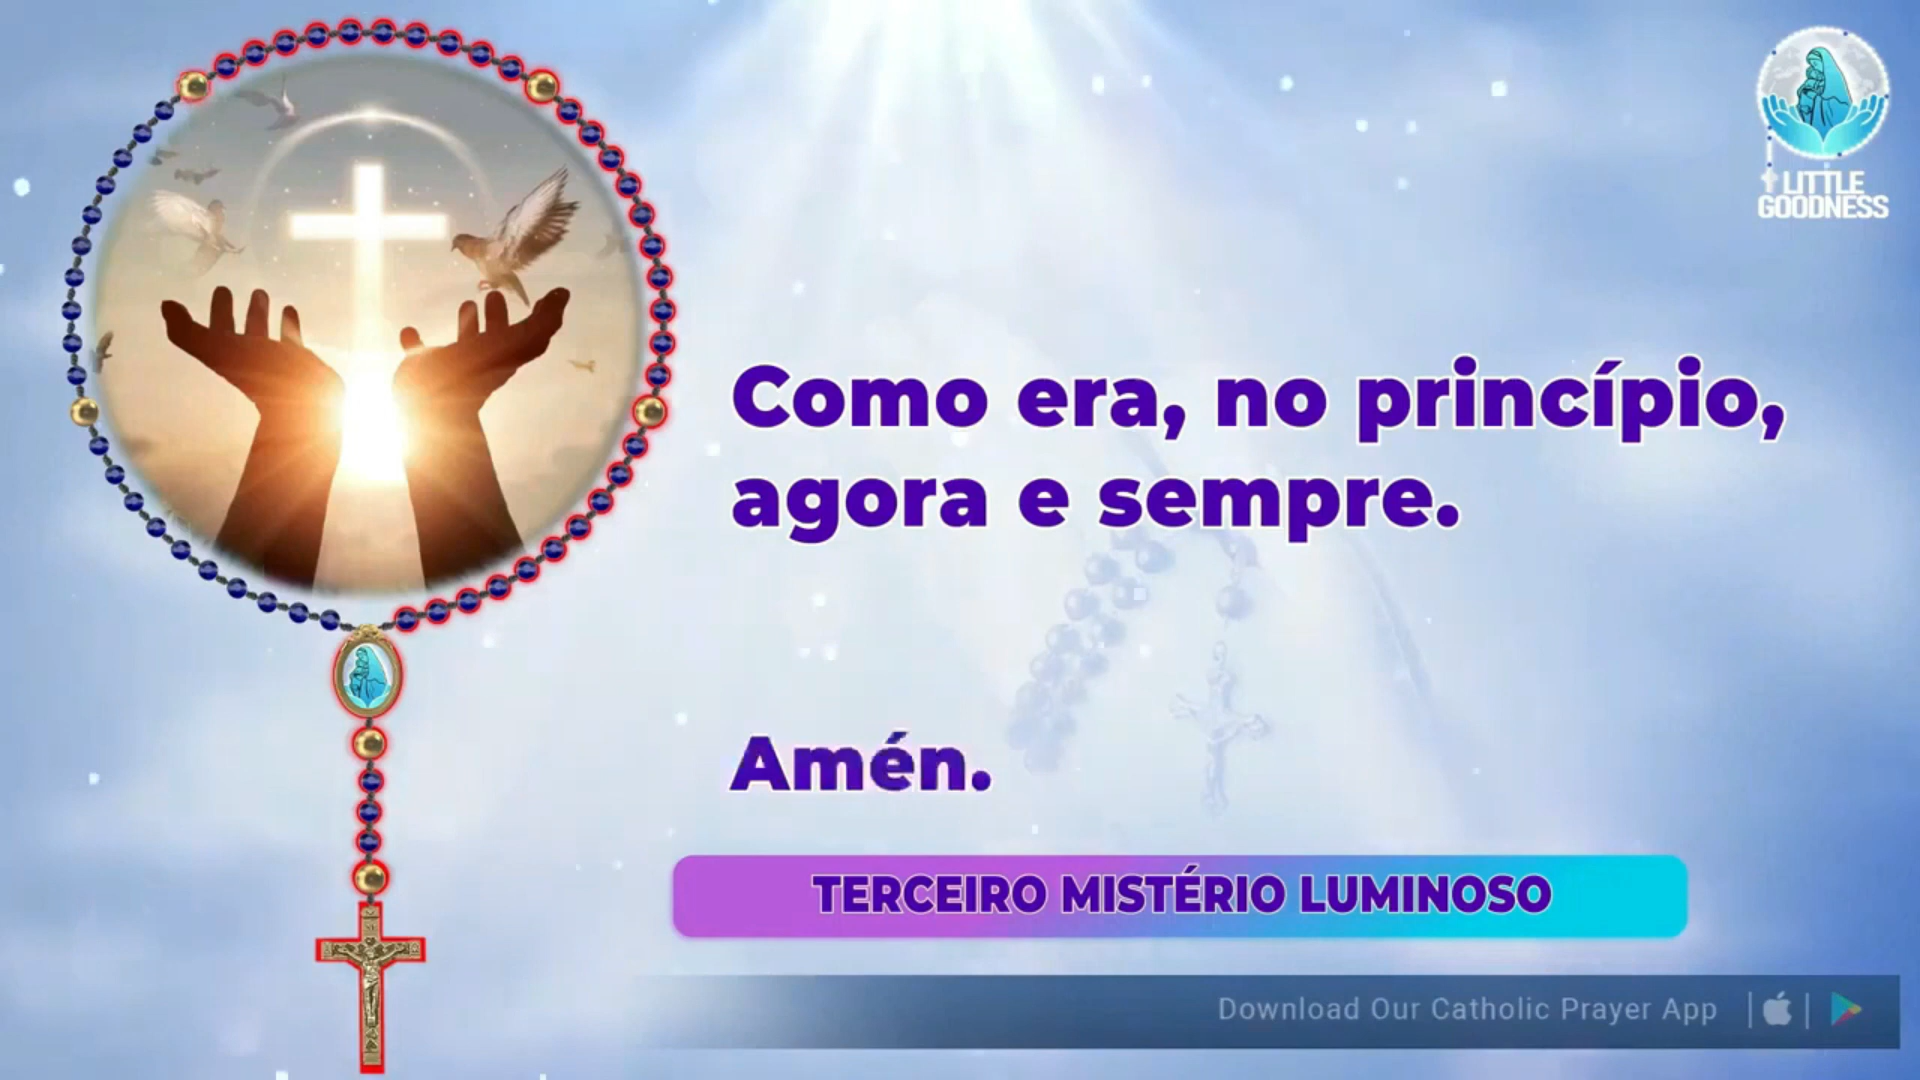 LITTLE
GOODNESS
Como era, no princípio,
agora e sempre.
Amén.
TERCEIRO MISTÉRIO LUMINOSO
Download Our Catholic Prayer App